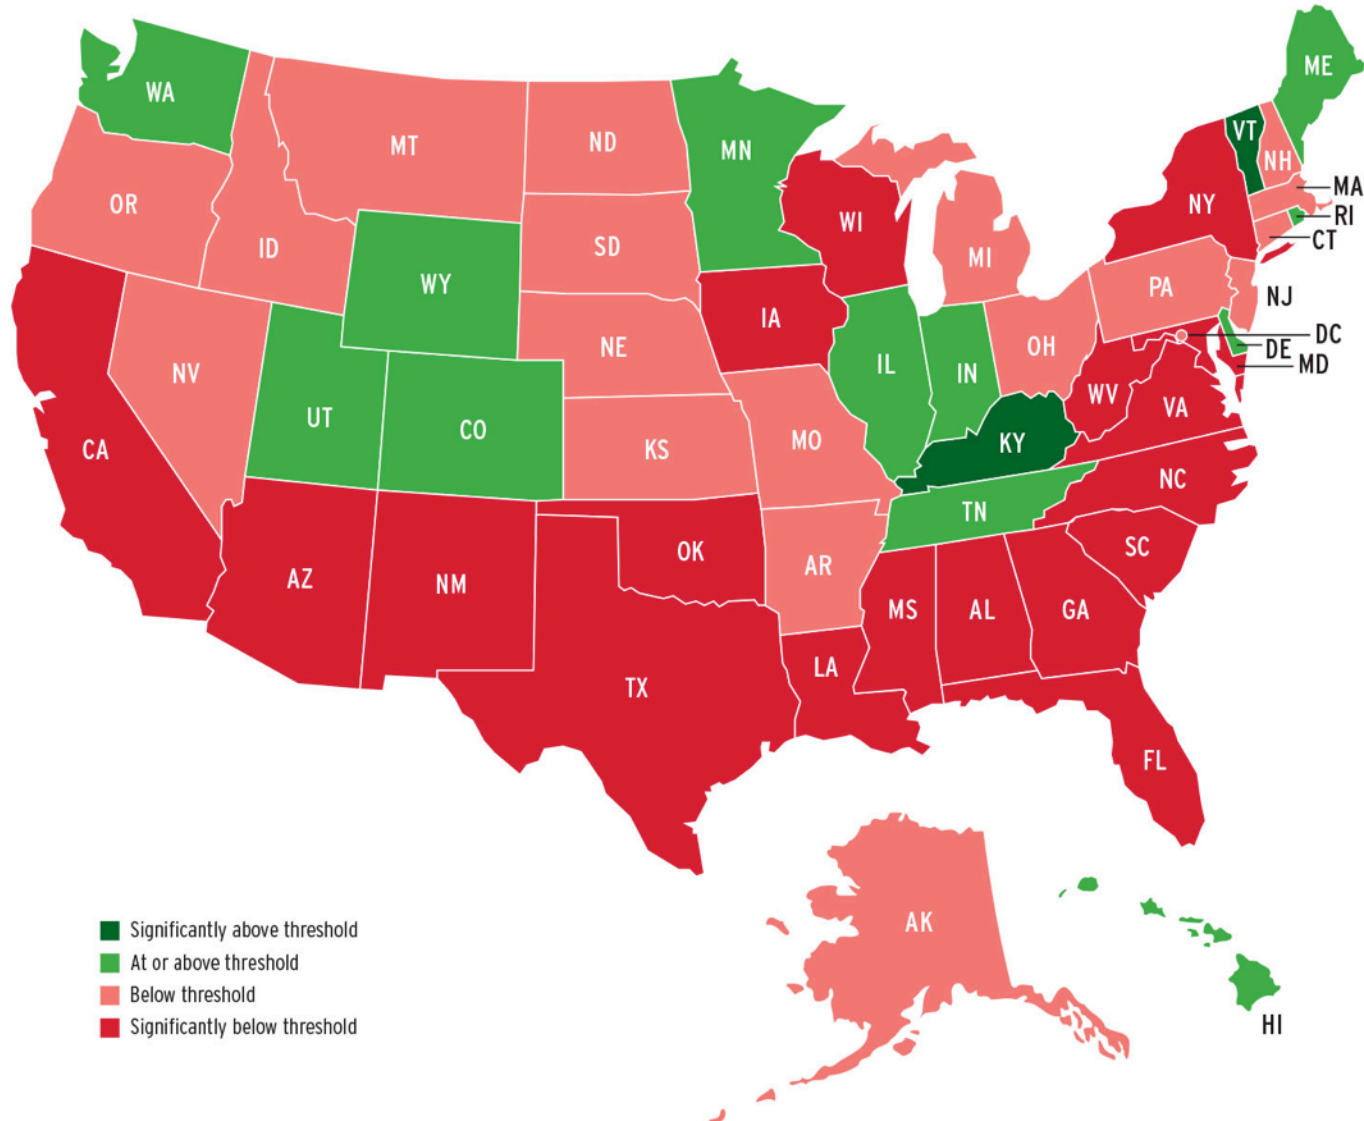 ME
WA
VT
MT
ND
MN
NH
MA
OR
NY
RI
WI
CT
ID
SD
MI
WY
PA
NJ
IA
DC
NE
OH
DE
IL
IN
MD
NV
WV
UT
VA
CO
MO
KY
CA
KS
NC
TN
SC
OK
AR
AZ
NM
MS
AL
GA
LA
TX
FL
AK
Significantly above threshold
At or above threshold
Below threshold
Significantly below threshold
HI